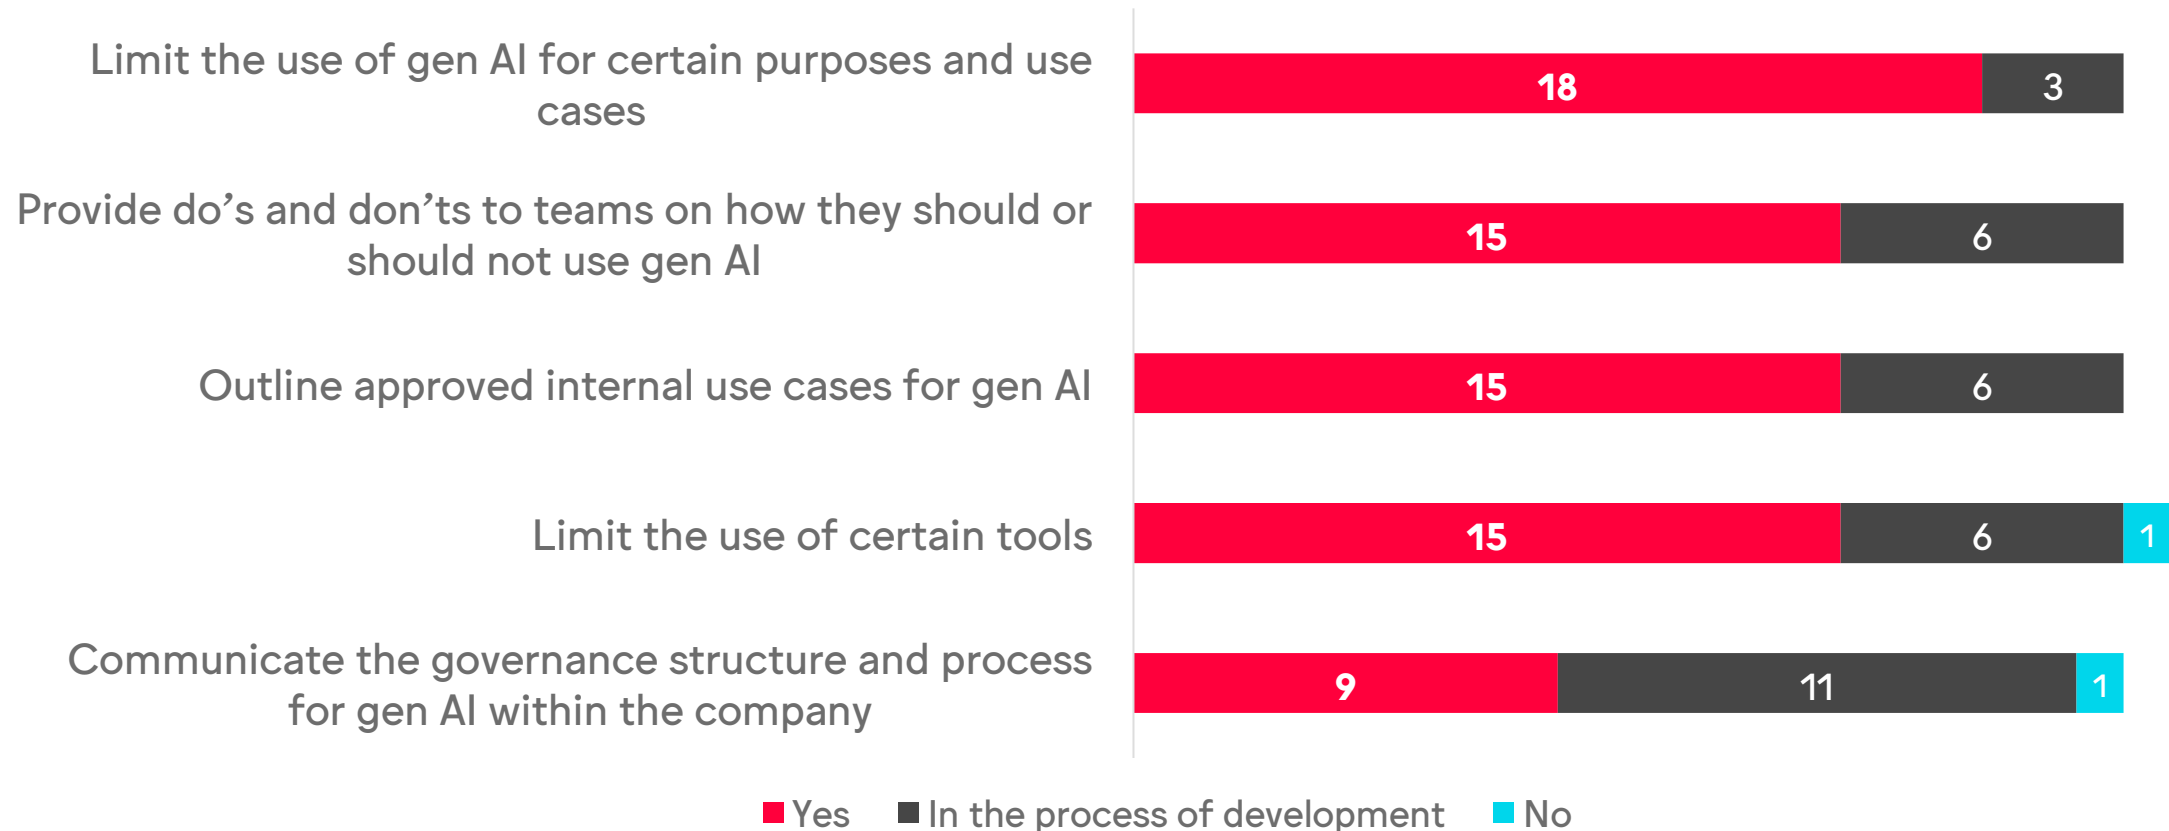 Limit the use of gen AI for certain purposes and use
cases
18 3
Provide do’s and don’ts to teams on how they should or
should not use gen AI
15 6
Outline approved internal use cases for gen AI
15 6
Limit the use of certain tools
15 6 1
Communicate the governance structure and process
for gen AI within the company
9 11 1
Yes In the process of development No